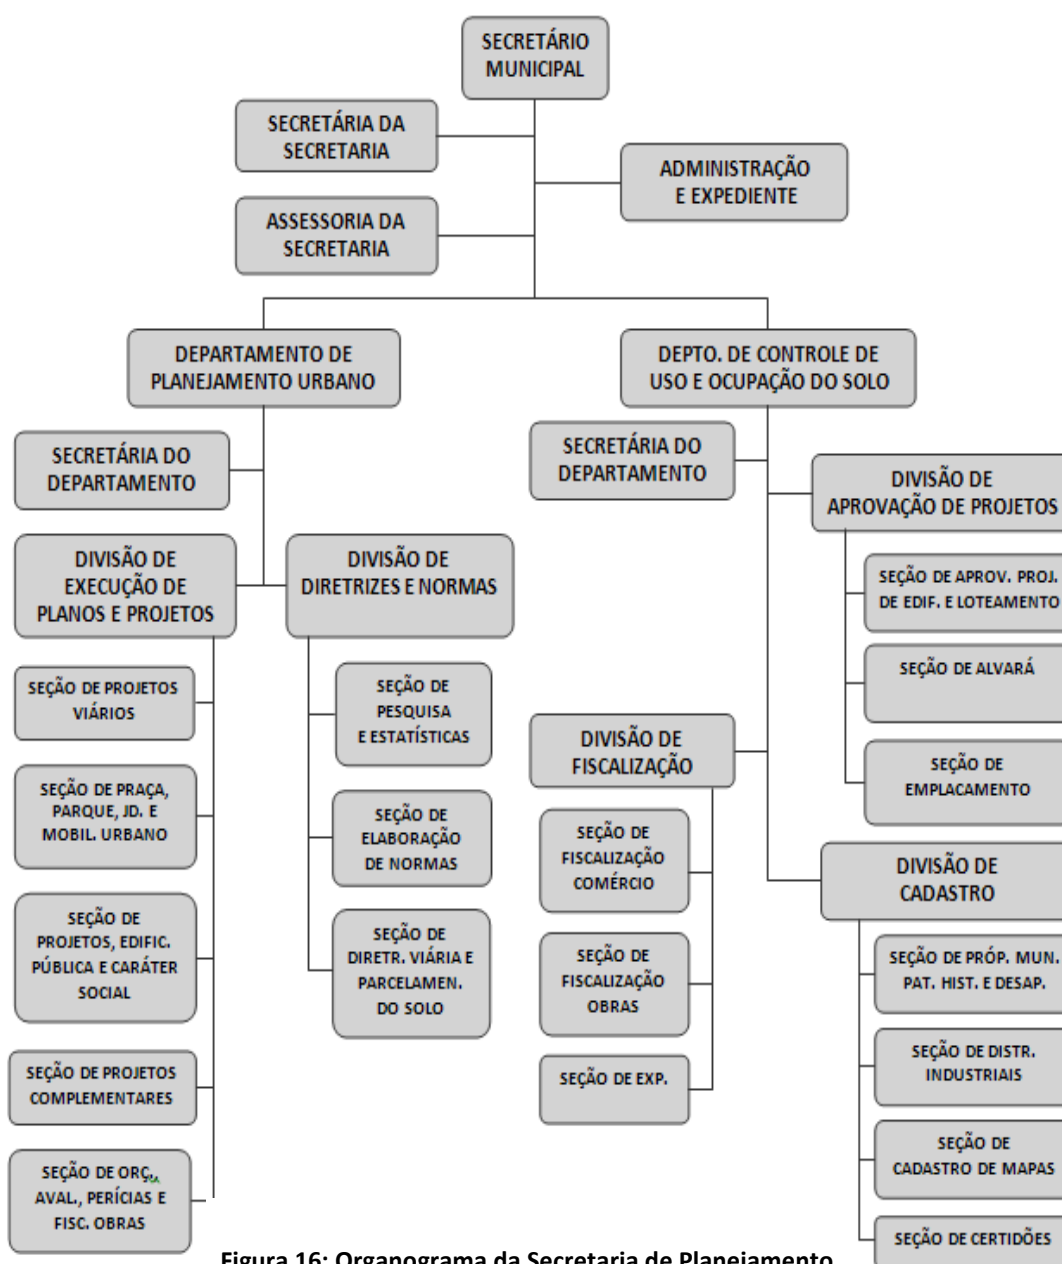 SECRETÁRIO
MUNICIPAL
SECRETÁRIA DA
SECRETARIA
ADMINISTRAÇÃO
E EXPEDIENTE
ASSESSORIA DA
SECRETARIA
DEPARTAMENTO DE
PLANEJAMENTO URBANO
DEPTO. DE CONTROLE DE
USO E OCUPAÇÃO DO SOLO
SECRETÁRIA DO
DEPARTAMENTO
DIVISÃO DE
EXECUÇÃO DE
PLANOS E PROJETOS
DIVISÃO DE
DIRETRIZES E NORMAS
SEÇÃO DE PROJETOS
VIÁRIOS
SEÇÃO DE PRAÇA,
PARQUE, JD. E
MOBIL. URBANO
SEÇÃO DE
PROJETOS, EDIFIC.
PÚBLICA E CARÁTER
SOCIAL
SEÇÃO DE PROJETOS
COMPLEMENTARES
SEÇÃO DE ORÇ.,
AVAL., PERÍCIAS E
FISC. OBRAS
SEÇÃO DE
PESQUISA
E ESTATÍSTICAS
SEÇÃO DE
ELABORAÇÃO
DE NORMAS
SEÇÃO DE
DIRETR. VIÁRIA E
PARCELAMEN.
DO SOLO
SECRETÁRIA DO
DEPARTAMENTO
DIVISÃO DE
APROVAÇÃO DE PROJETOS
SEÇÃO DE APROV. PROJ.
DE EDIF. E LOTEAMENTO
SEÇÃO DE ALVARÁ
SEÇÃO DE
EMPLACAMENTO
DIVISÃO DE
FISCALIZAÇÃO
SEÇÃO DE
FISCALIZAÇÃO
COMÉRCIO
SEÇÃO DE
FISCALIZAÇÃO
OBRAS
SEÇÃO DE EXP.
DIVISÃO DE
CADASTRO
SEÇÃO DE PRÓP. MUN.
PAT. HIST. E DESAP.
SEÇÃO DE DISTR.
INDUSTRIAIS
SEÇÃO DE
CADASTRO DE MAPAS
SEÇÃO DE CERTIDÕES
Figura 16: Organograma da Secretaria de Planejamento